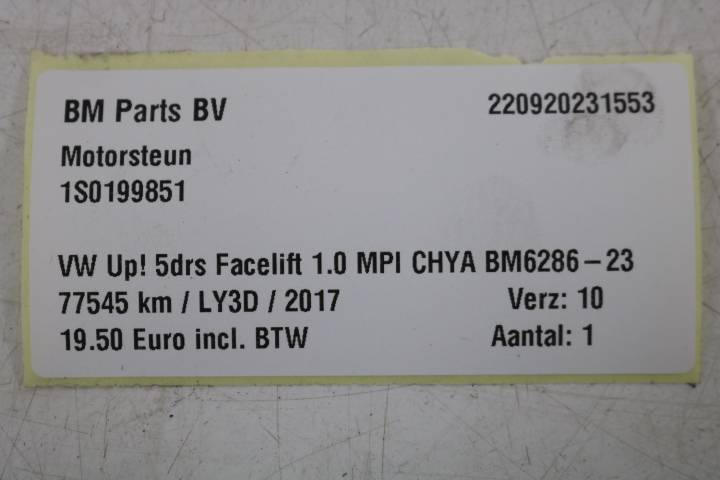 BM Parts BV 220920231553
Motorsteun
1S0199851
VW Up! 5drs Facelift 1.0 MPI CHYA BM6286-23
77545 km / LY3D / 2017 Verz: 10
19.50 Euro incl. BTW Aantal: 1